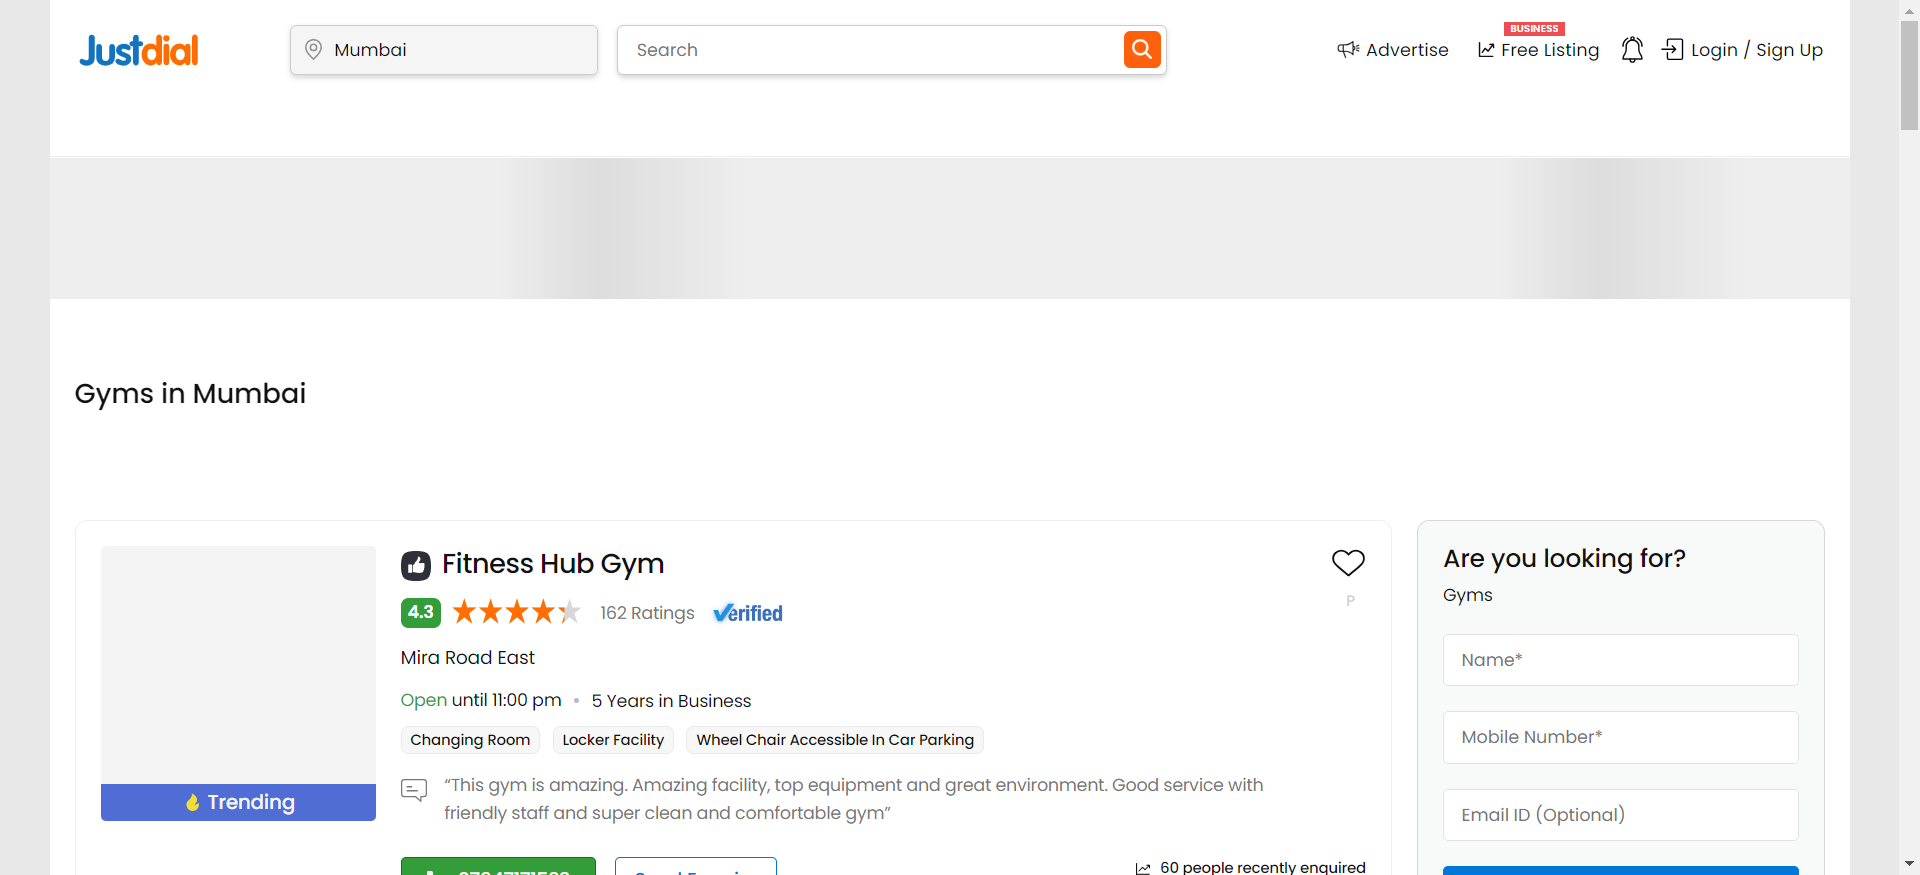 Justdial
Mumbai
Search
Advertise
BUSINESS
Free Listing
Login / Sign Up
Gyms in Mumbai
Fitness Hub Gym
4.3
162 Ratings
Verified
P
Mira Road East
Open until 11:00 pm • 5 Years in Business
Changing Room
Locker Facility
Wheel Chair Accessible In Car Parking
“This gym is amazing. Amazing facility, top equipment and great environment. Good service with
friendly staff and super clean and comfortable gym”
Trending
60 people recently enquired
Are you looking for?
Gyms
Name*
Mobile Number*
Email ID (Optional)